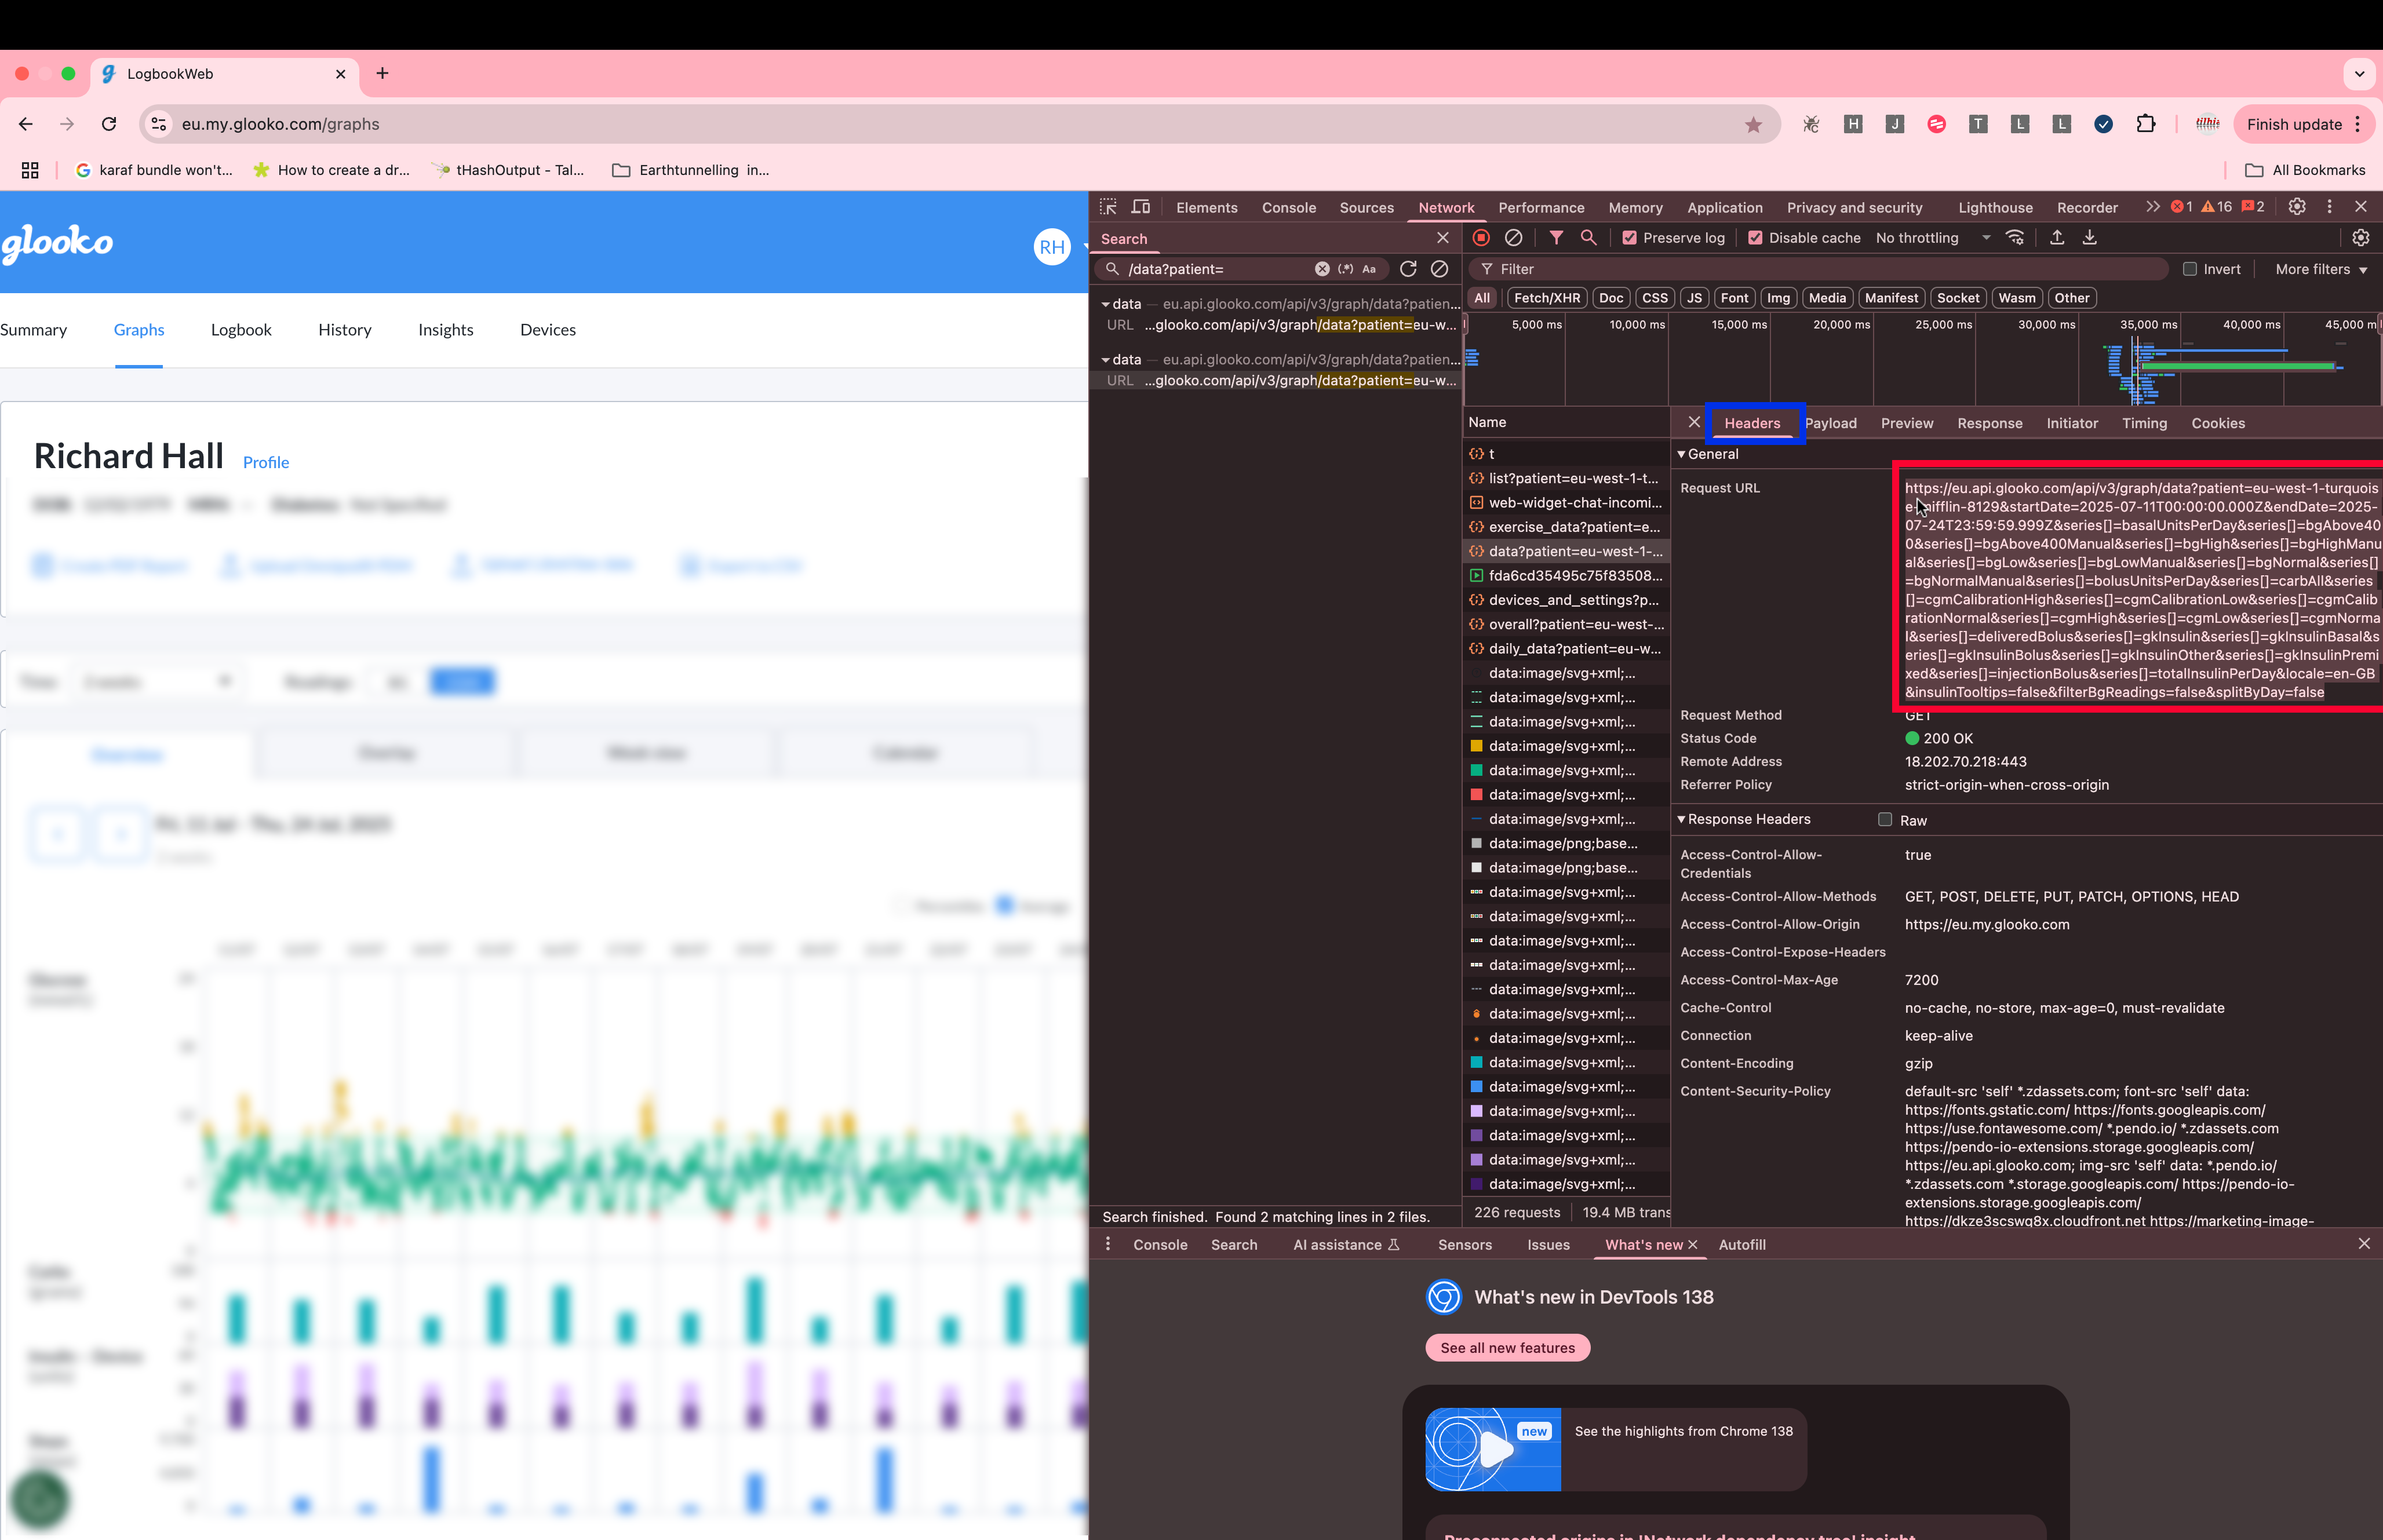 LogbookWeb
eu.my.glooko.com/graphs
H
J
T
L
L
Finish update
karaf bundle won't...
How to create a dr...
tHashOutput - Tal...
Earthtunnelling in...
All Bookmarks
glooko
RH
Summary
Graphs
Logbook
History
Insights
Devices
Richard Hall
Profile
Elements
Console
Sources
Network
Performance
Memory
Application
Privacy and security
Lighthouse
Recorder
1
16
2
Search
Preserve log
Disable cache
No throttling
/data?patient=
(.*)
Aa
Filter
Invert
More filters
All
Fetch/XHR
Doc
CSS
JS
Font
Img
Media
Manifest
Socket
Wasm
Other
data — eu.api.glooko.com/api/v3/graph/data?patien...
URL ...glooko.com/api/v3/graph/data?patient=eu-w...
data — eu.api.glooko.com/api/v3/graph/data?patien...
URL ...glooko.com/api/v3/graph/data?patient=eu-w...
Search finished. Found 2 matching lines in 2 files.
5,000 ms
10,000 ms
15,000 ms
20,000 ms
25,000 ms
30,000 ms
35,000 ms
40,000 ms
45,000 m
Name
t
list?patient=eu-west-1-t...
web-widget-chat-incomi...
exercise_data?patient=e...
data?patient=eu-west-1-...
fda6cd35495c75f83508...
devices_and_settings?p...
overall?patient=eu-west-...
daily_data?patient=eu-w...
data:image/svg+xml;...
data:image/svg+xml;...
data:image/svg+xml;...
data:image/svg+xml;...
data:image/svg+xml;...
data:image/svg+xml;...
data:image/svg+xml;...
data:image/png;base...
data:image/png;base...
data:image/svg+xml;...
data:image/svg+xml;...
data:image/svg+xml;...
data:image/svg+xml;...
data:image/svg+xml;...
data:image/svg+xml;...
data:image/svg+xml;...
data:image/svg+xml;...
data:image/svg+xml;...
data:image/svg+xml;...
data:image/svg+xml;...
data:image/svg+xml;...
data:image/svg+xml;...
226 requests
19.4 MB trans
Headers
Payload
Preview
Response
Initiator
Timing
Cookies
General
Request URL
https://eu.api.glooko.com/api/v3/graph/data?patient=eu-west-1-turquois
e- ifflin-8129&startDate=2025-07-11T00:00:00.000Z&endDate=2025-
07-24T23:59:59.999Z&series[]=basalUnitsPerDay&series[]=bgAbove40
0&series[]=bgAbove400Manual&series[]=bgHigh&series[]=bgHighManu
al&series[]=bgLow&series[]=bgLowManual&series[]=bgNormal&series[]
=bgNormalManual&series[]=bolusUnitsPerDay&series[]=carbAll&series
[]=cgmCalibrationHigh&series[]=cgmCalibrationLow&series[]=cgmCalib
rationNormal&series[]=cgmHigh&series[]=cgmLow&series[]=cgmNorma
l&series[]=deliveredBolus&series[]=gkInsulin&series[]=gkInsulinBasal&s
eries[]=gkInsulinBolus&series[]=gkInsulinOther&series[]=gkInsulinPremi
xed&series[]=injectionBolus&series[]=totalInsulinPerDay&locale=en-GB
&insulinTooltips=false&filterBgReadings=false&splitByDay=false
Request Method GET
Status Code 200 OK
Remote Address 18.202.70.218:443
Referrer Policy strict-origin-when-cross-origin
Response Headers
Raw
Access-Control-Allow-
Credentials
true
Access-Control-Allow-Methods GET, POST, DELETE, PUT, PATCH, OPTIONS, HEAD
Access-Control-Allow-Origin https://eu.my.glooko.com
Access-Control-Expose-Headers
Access-Control-Max-Age 7200
Cache-Control no-cache, no-store, max-age=0, must-revalidate
Connection keep-alive
Content-Encoding gzip
Content-Security-Policy default-src 'self' *.zdassets.com; font-src 'self' data:
https://fonts.gstatic.com/ https://fonts.googleapis.com/
https://use.fontawesome.com/ *.pendo.io/ *.zdassets.com
https://pendo-io-extensions.storage.googleapis.com/
https://eu.api.glooko.com; img-src 'self' data: *.pendo.io/
*.zdassets.com *.storage.googleapis.com/ https://pendo-io-
extensions.storage.googleapis.com/
https://dkze3scswq8x.cloudfront.net https://marketing-image-
Console
Search
AI assistance
Sensors
Issues
What's new
Autofill
What's new in DevTools 138
See all new features
new
See the highlights from Chrome 138
Preconnected origins in 'Network dependency tree' insight